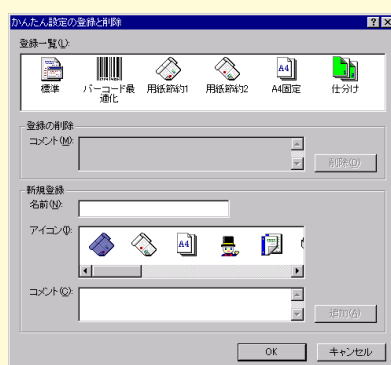 かんたん設定の登録と削除
登録一覧(L):
標準
バーコード最適化
用紙節約1
用紙節約2
A4
A4固定
仕分け
登録の削除
コメント(M):
削除(D)
新規登録
名前(N):
アイコン(I):
A4
コメント(C):
追加(A)
OK
キャンセル